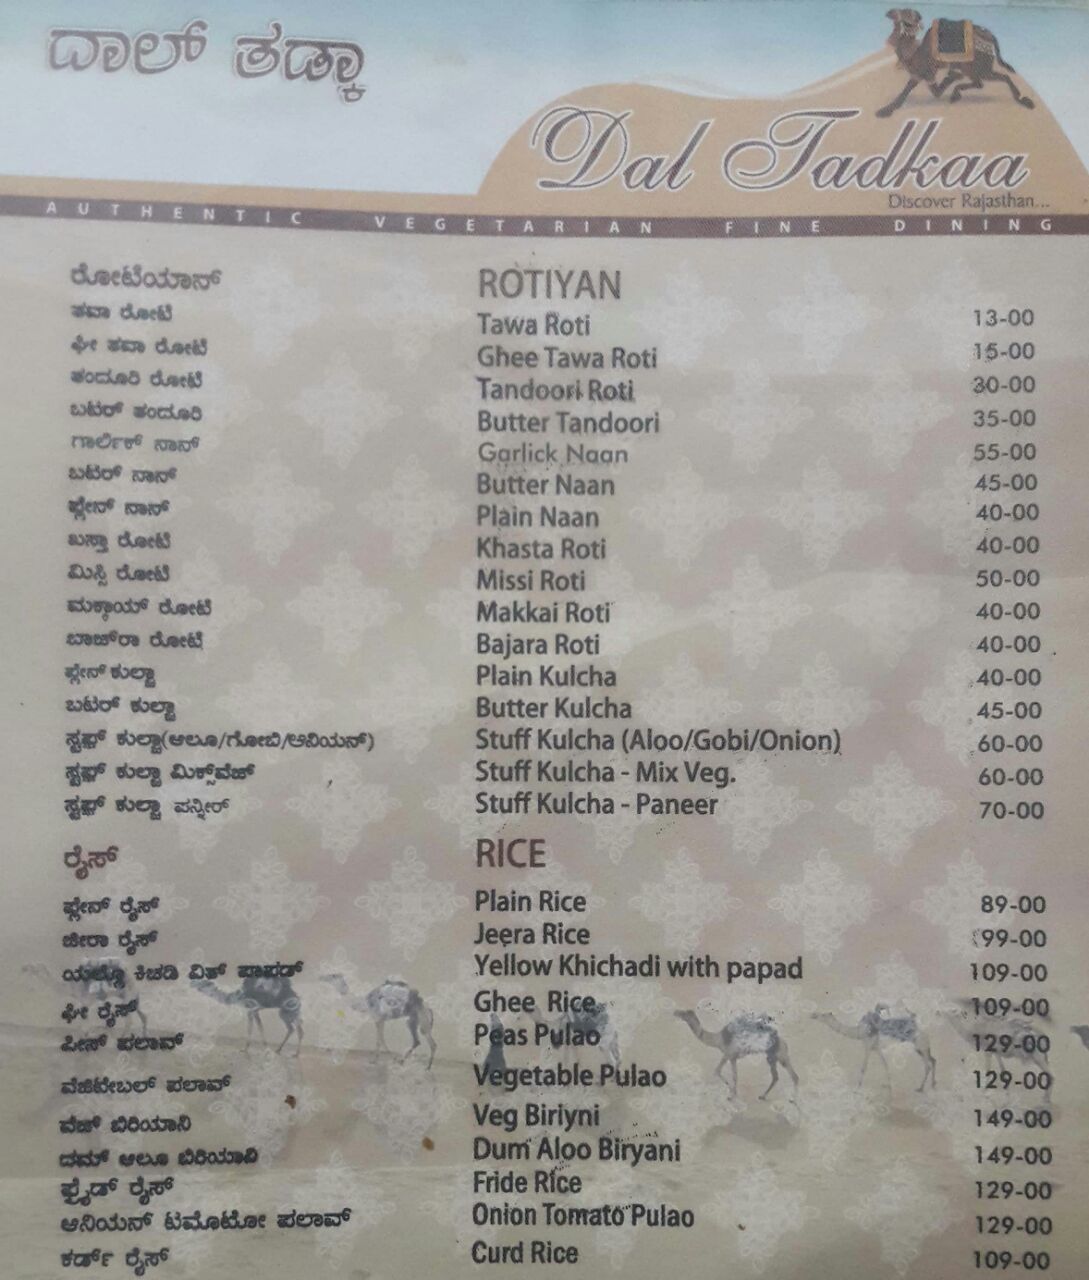 ದಾಲ್ ತಡ್ಕಾ
Dal Tadkaa
Discover Rajasthan...
AUTHENTIC VEGETARIAN FINE DINING
ರೋಟಿಯಾನ್ ROTIYAN
ತವಾ ರೋಟಿ Tawa Roti 13-00
ಘೀ ತವಾ ರೋಟಿ Ghee Tawa Roti 15-00
ತಂದೂರಿ ರೋಟಿ Tandoori Roti 30-00
ಬಟರ್ ತಂದೂರಿ Butter Tandoori 35-00
ಗಾರ್ಲಿಕ್ ನಾನ್ Garlick Naan 55-00
ಬಟರ್ ನಾನ್ Butter Naan 45-00
ಪ್ಲೇನ್ ನಾನ್ Plain Naan 40-00
ಖಸ್ತಾ ರೋಟಿ Khasta Roti 40-00
ಮಿಸ್ಸಿ ರೋಟಿ Missi Roti 50-00
ಮಕ್ಕಾಯ್ ರೋಟಿ Makkai Roti 40-00
ಬಾಜ್‌ರಾ ರೋಟಿ Bajara Roti 40-00
ಪ್ಲೇನ್ ಕುಲ್ಚಾ Plain Kulcha 40-00
ಬಟರ್ ಕುಲ್ಚಾ Butter Kulcha 45-00
ಸ್ಟಫ್ ಕುಲ್ಚಾ(ಆಲೂ/ಗೋಬಿ/ಆನಿಯನ್) Stuff Kulcha (Aloo/Gobi/Onion) 60-00
ಸ್ಟಫ್ ಕುಲ್ಚಾ ಮಿಕ್ಸ್‌ವೆಜ್ Stuff Kulcha - Mix Veg. 60-00
ಸ್ಟಫ್ ಕುಲ್ಚಾ ಪನ್ನೀರ್ Stuff Kulcha - Paneer 70-00
ರೈಸ್ RICE
ಪ್ಲೇನ್ ರೈಸ್ Plain Rice 89-00
ಜೀರಾ ರೈಸ್ Jeera Rice 99-00
ಯಲ್ಲೊ ಕಿಚಡಿ ವಿತ್ ಪಾಪಡ್ Yellow Khichadi with papad 109-00
ಘೀ ರೈಸ್ Ghee Rice 109-00
ಪೀಸ್ ಪಲಾವ್ Peas Pulao 129-00
ವೆಜಿಟೇಬಲ್ ಪಲಾವ್ Vegetable Pulao 129-00
ವೆಜ್ ಬಿರಿಯಾನಿ Veg Biriyni 149-00
ದಮ್ ಆಲೂ ಬಿರಿಯಾವಿ Dum Aloo Biryani 149-00
ಫ್ರೈಡ್ ರೈಸ್ Fride Rice 129-00
ಆನಿಯನ್ ಟಮೊಟೋ ಪಲಾವ್ Onion Tomato Pulao 129-00
ಕರ್ಡ್ ರೈಸ್ Curd Rice 109-00